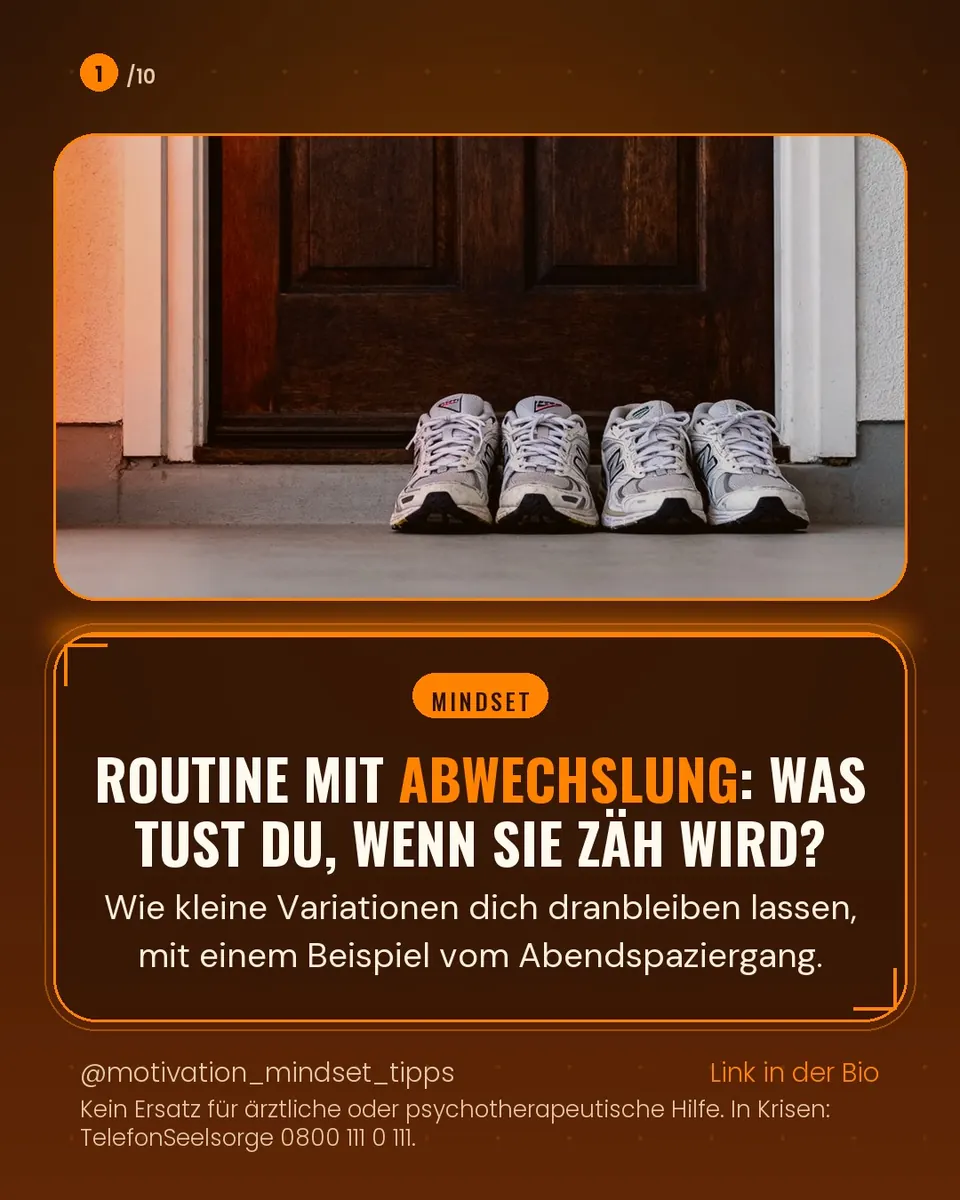 1 /10
MINDSET
ROUTINE MIT ABWECHSLUNG: WAS
TUST DU, WENN SIE ZÄH WIRD?
Wie kleine Variationen dich dranbleiben lassen,
mit einem Beispiel vom Abendspaziergang.
@motivation_mindset_tipps
Link in der Bio
Kein Ersatz für ärztliche oder psychotherapeutische Hilfe. In Krisen:
TelefonSeelsorge 0800 111 0 111.